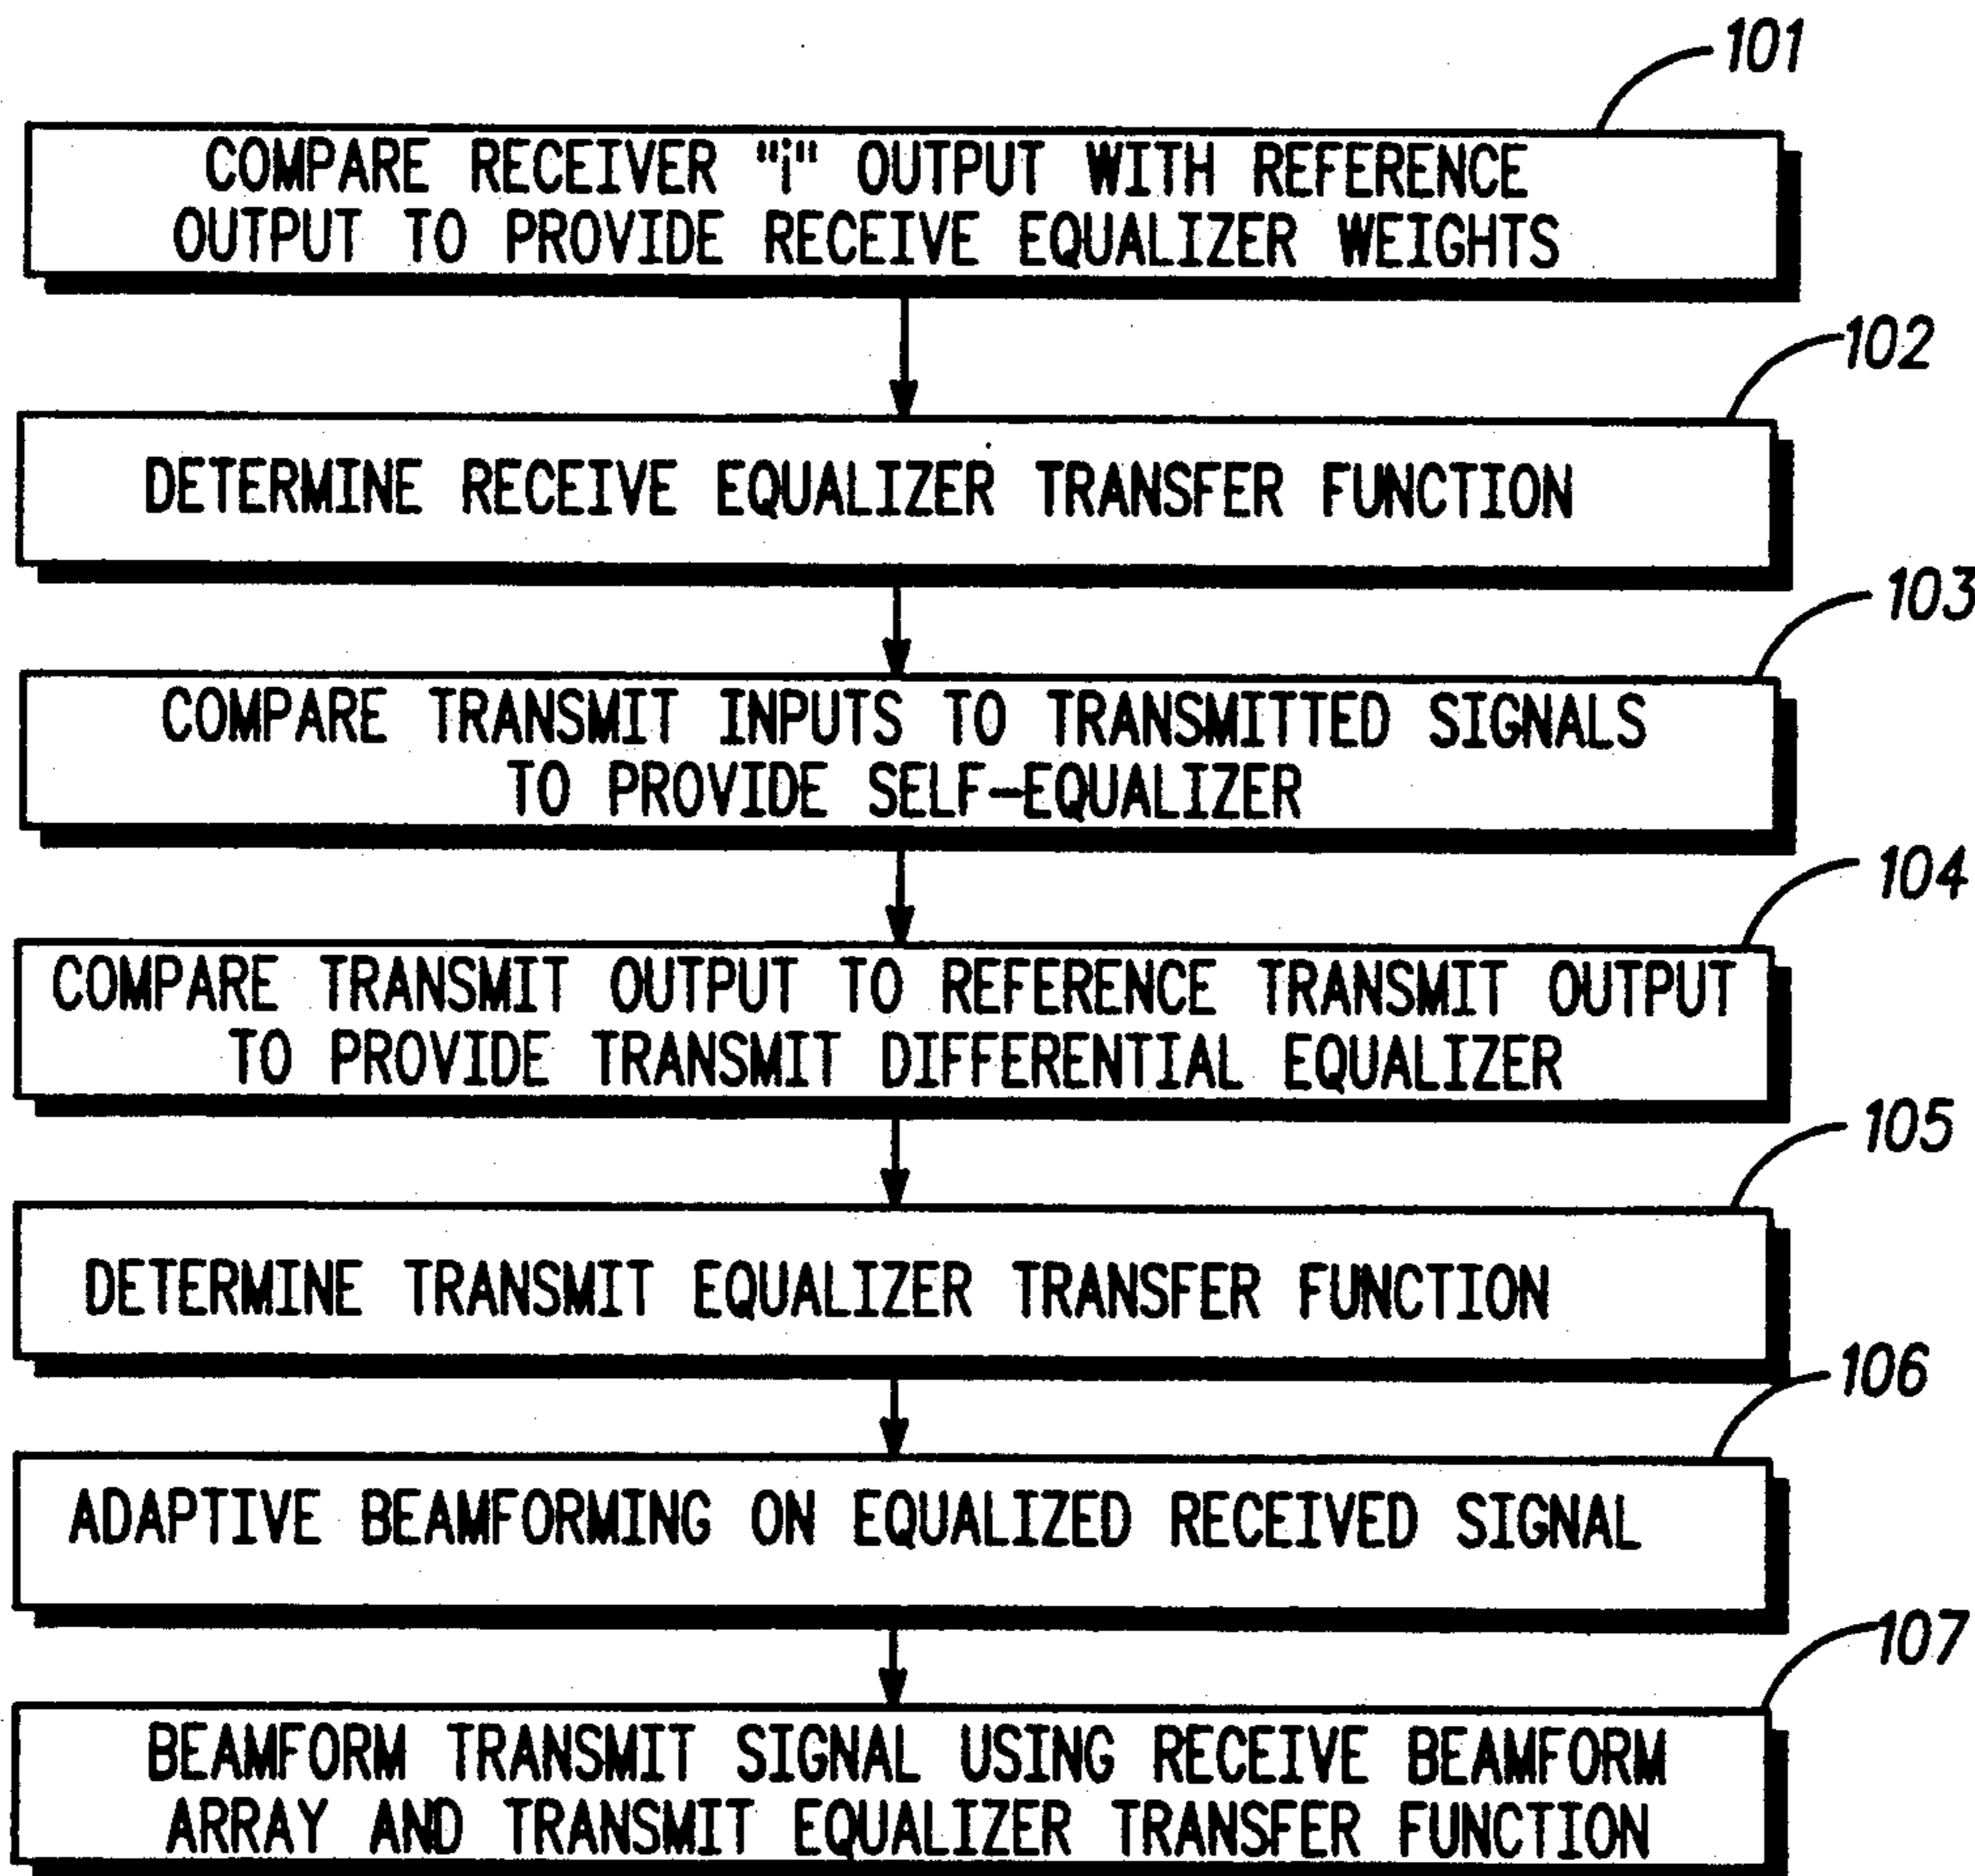 101
COMPARE RECEIVER "i" OUTPUT WITH REFERENCE
OUTPUT TO PROVIDE RECEIVE EQUALIZER WEIGHTS
102
DETERMINE RECEIVE EQUALIZER TRANSFER FUNCTION
103
COMPARE TRANSMIT INPUTS TO TRANSMITTED SIGNALS
TO PROVIDE SELF-EQUALIZER
104
COMPARE TRANSMIT OUTPUT TO REFERENCE TRANSMIT OUTPUT
TO PROVIDE TRANSMIT DIFFERENTIAL EQUALIZER
105
DETERMINE TRANSMIT EQUALIZER TRANSFER FUNCTION
106
ADAPTIVE BEAMFORMING ON EQUALIZED RECEIVED SIGNAL
107
BEAMFORM TRANSMIT SIGNAL USING RECEIVE BEAMFORM
ARRAY AND TRANSMIT EQUALIZER TRANSFER FUNCTION